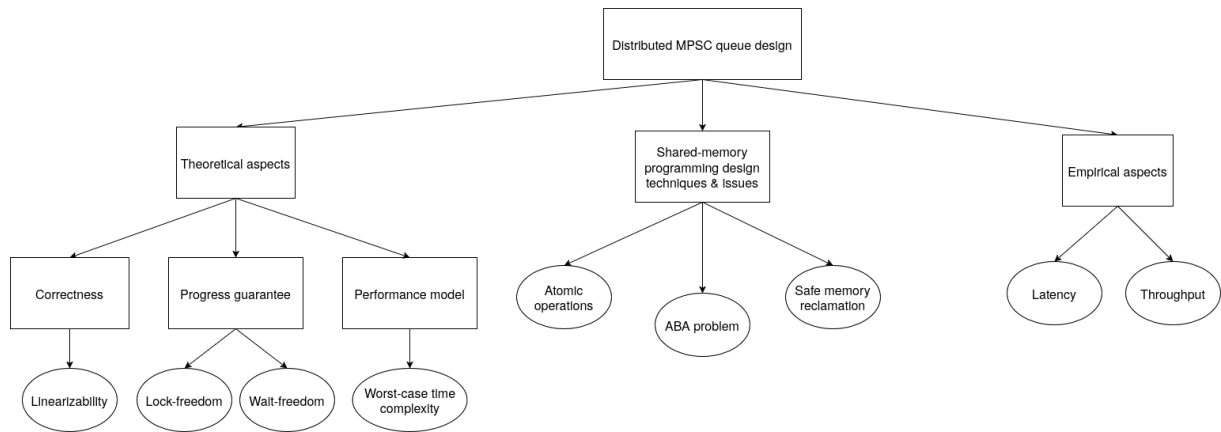 Distributed MPSC queue design
Theoretical aspects
Shared-memory
programming design
techniques & issues
Empirical aspects
Correctness
Progress guarantee
Performance model
Atomic
operations
ABA problem
Safe memory
reclamation
Latency
Throughput
Linearizability
Lock-freedom
Wait-freedom
Worst-case time
complexity